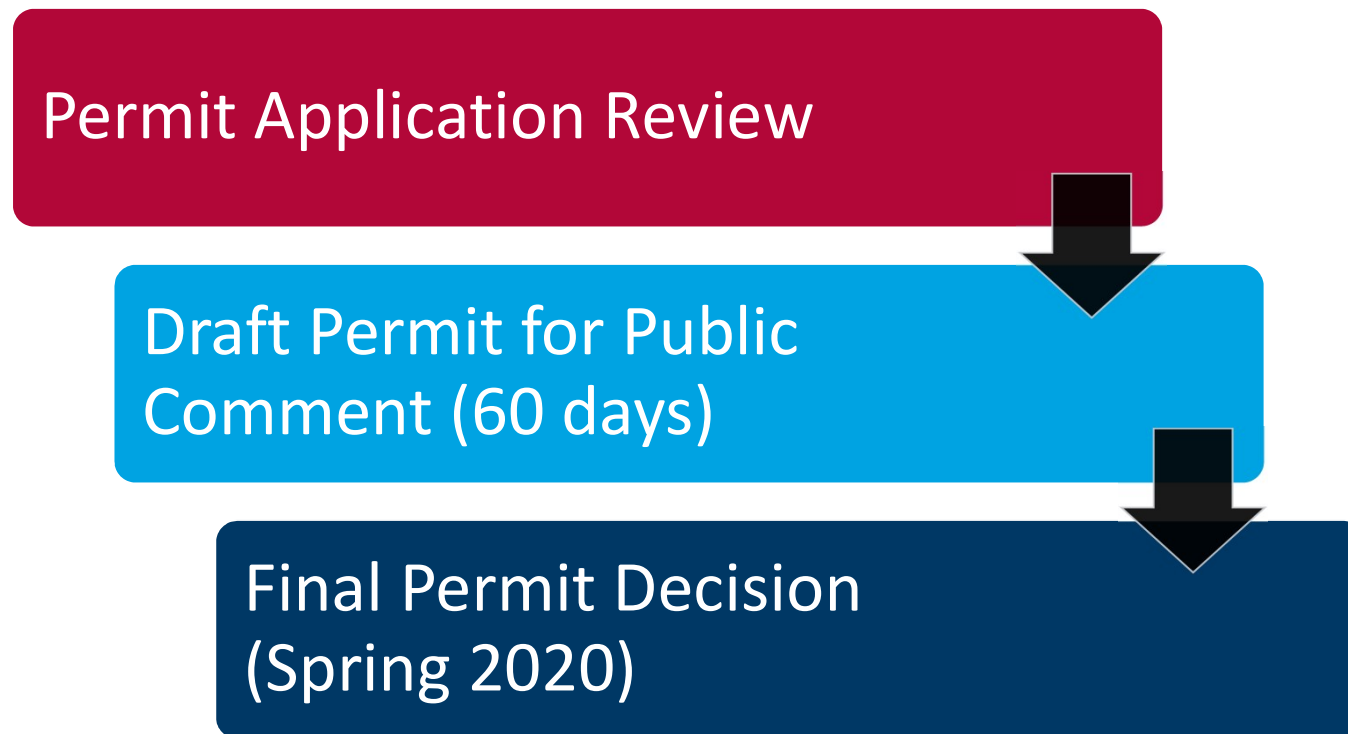 Permit Application Review
Draft Permit for Public
Comment (60 days)
Final Permit Decision
(Spring 2020)